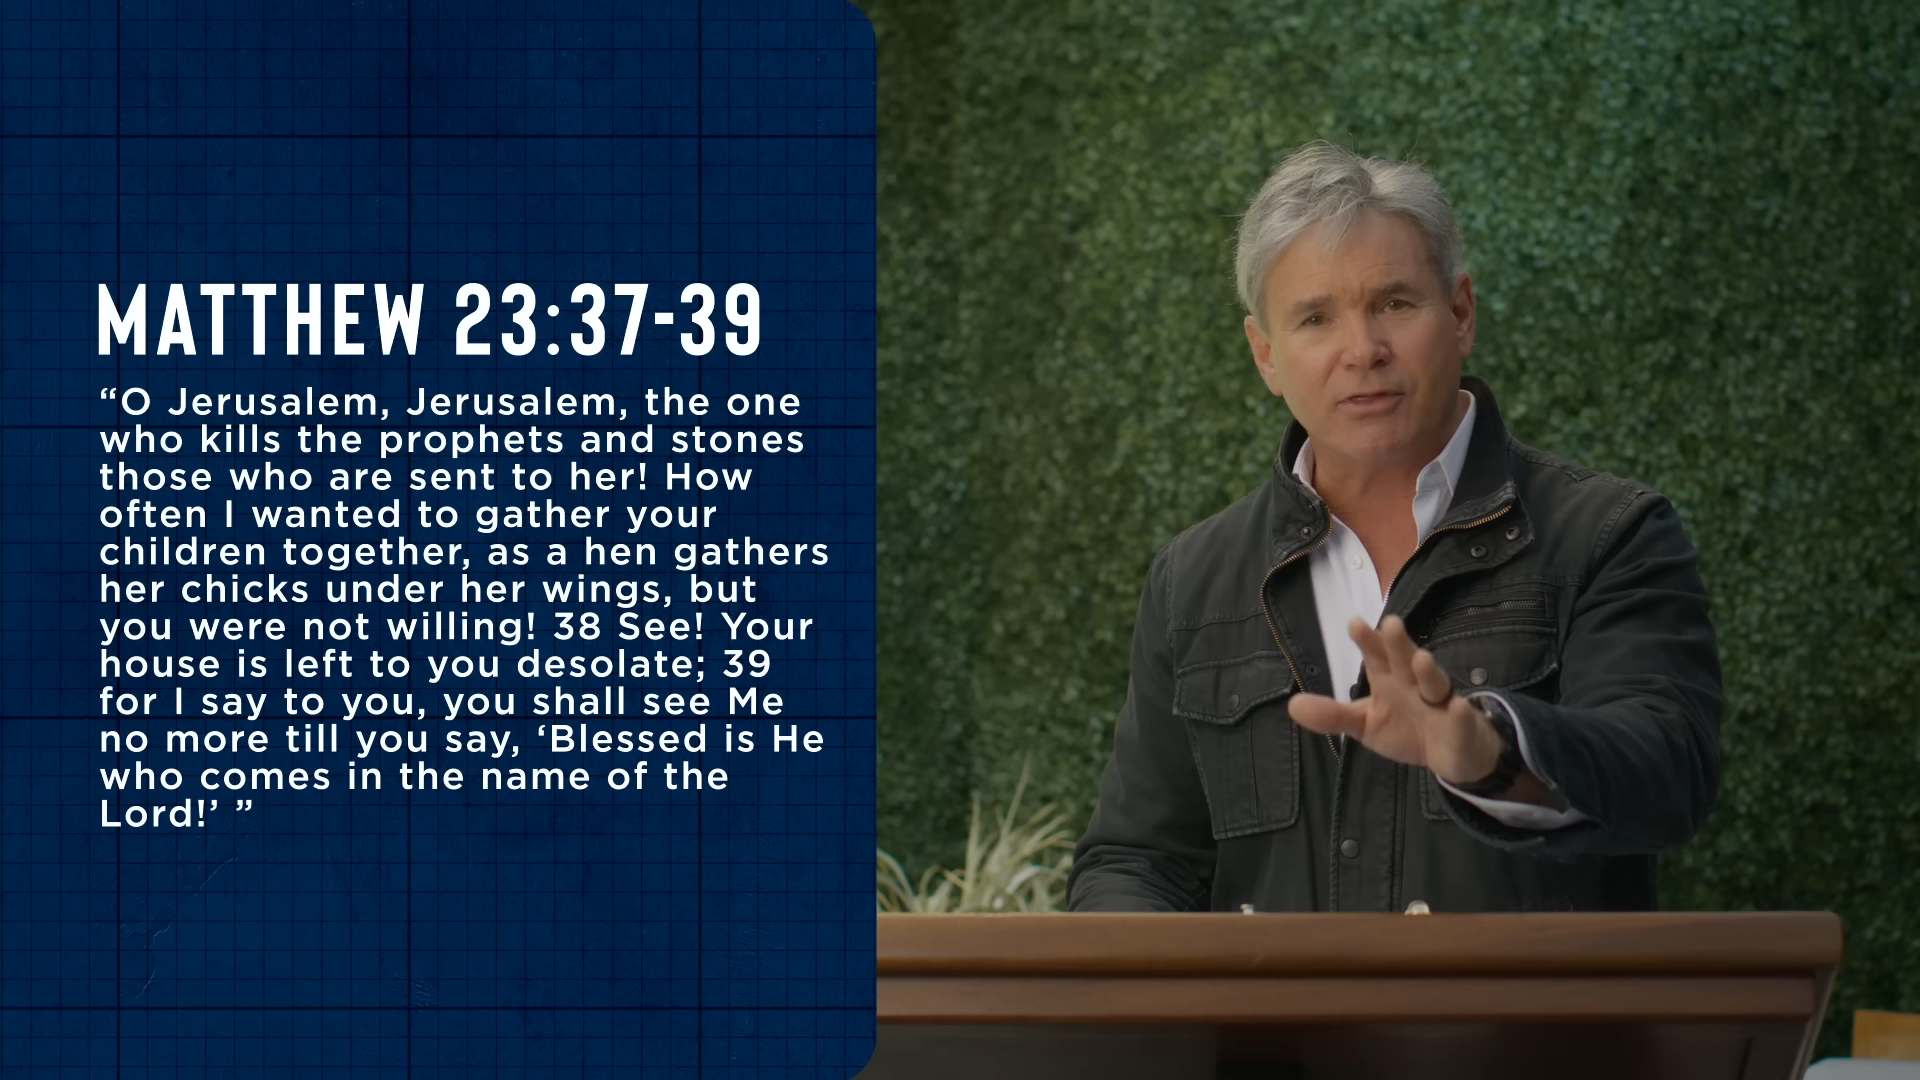 MATTHEW 23:37-39
“O Jerusalem, Jerusalem, the one
who kills the prophets and stones
those who are sent to her! How
often I wanted to gather your
children together, as a hen gathers
her chicks under her wings, but
you were not willing! 38 See! Your
house is left to you desolate; 39
for I say to you, you shall see Me
no more till you say, ‘Blessed is He
who comes in the name of the
Lord!’ ”